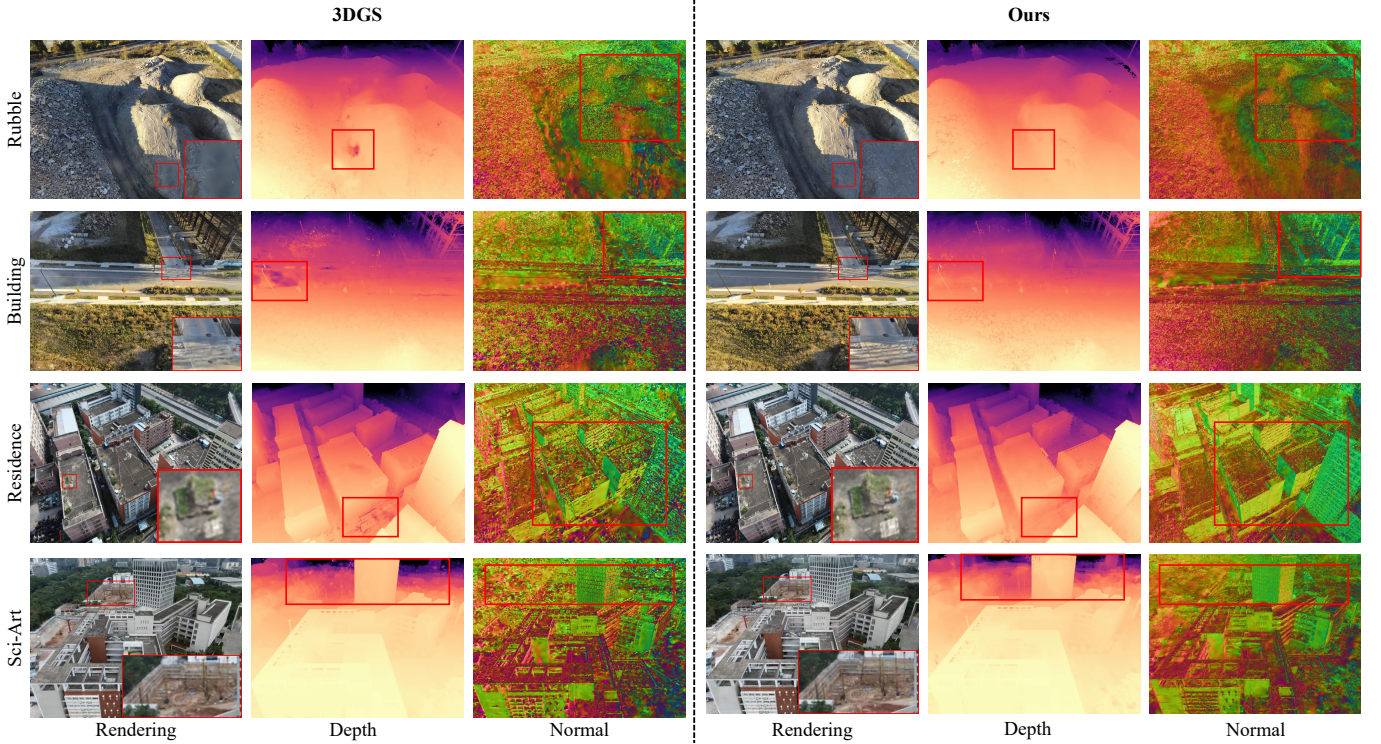 3DGS
Ours
Rubble
Building
Residence
Sci-Art
Rendering
Depth
Normal
Rendering
Depth
Normal